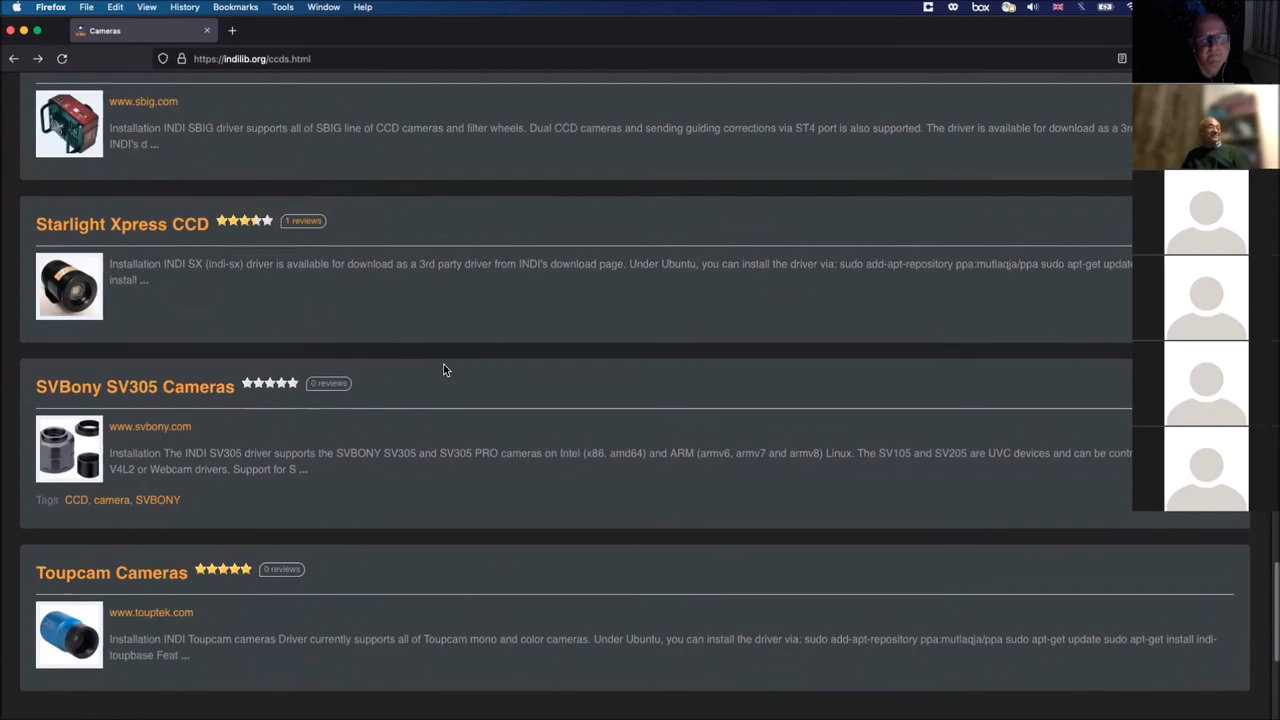 Firefox File Edit View History Bookmarks Tools Window Help
box
Cameras
https://indilib.org/ccds.html
www.sbig.com
Installation INDI SBIG driver supports all of SBIG line of CCD cameras and filter wheels. Dual CCD cameras and sending guiding corrections via ST4 port is also supported. The driver is available for download as a 3r
INDI's d ...
Starlight Xpress CCD
1 reviews
Installation INDI SX (indi-sx) driver is available for download as a 3rd party driver from INDI's download page. Under Ubuntu, you can install the driver via: sudo add-apt-repository ppa:mutlaqja/ppa sudo apt-get update
install ...
SVBony SV305 Cameras
0 reviews
www.svbony.com
Installation The INDI SV305 driver supports the SVBONY SV305 and SV305 PRO cameras on Intel (x86, amd64) and ARM (armv6, armv7 and armv8) Linux. The SV105 and SV205 are UVC devices and can be contr
V4L2 or Webcam drivers. Support for S ...
Tags CCD, camera, SVBONY
Toupcam Cameras
0 reviews
www.touptek.com
Installation INDI Toupcam cameras Driver currently supports all of Toupcam mono and color cameras. Under Ubuntu, you can install the driver via: sudo add-apt-repository ppa:mutlaqja/ppa sudo apt-get update sudo apt-get install indi-
toupbase Feat ...